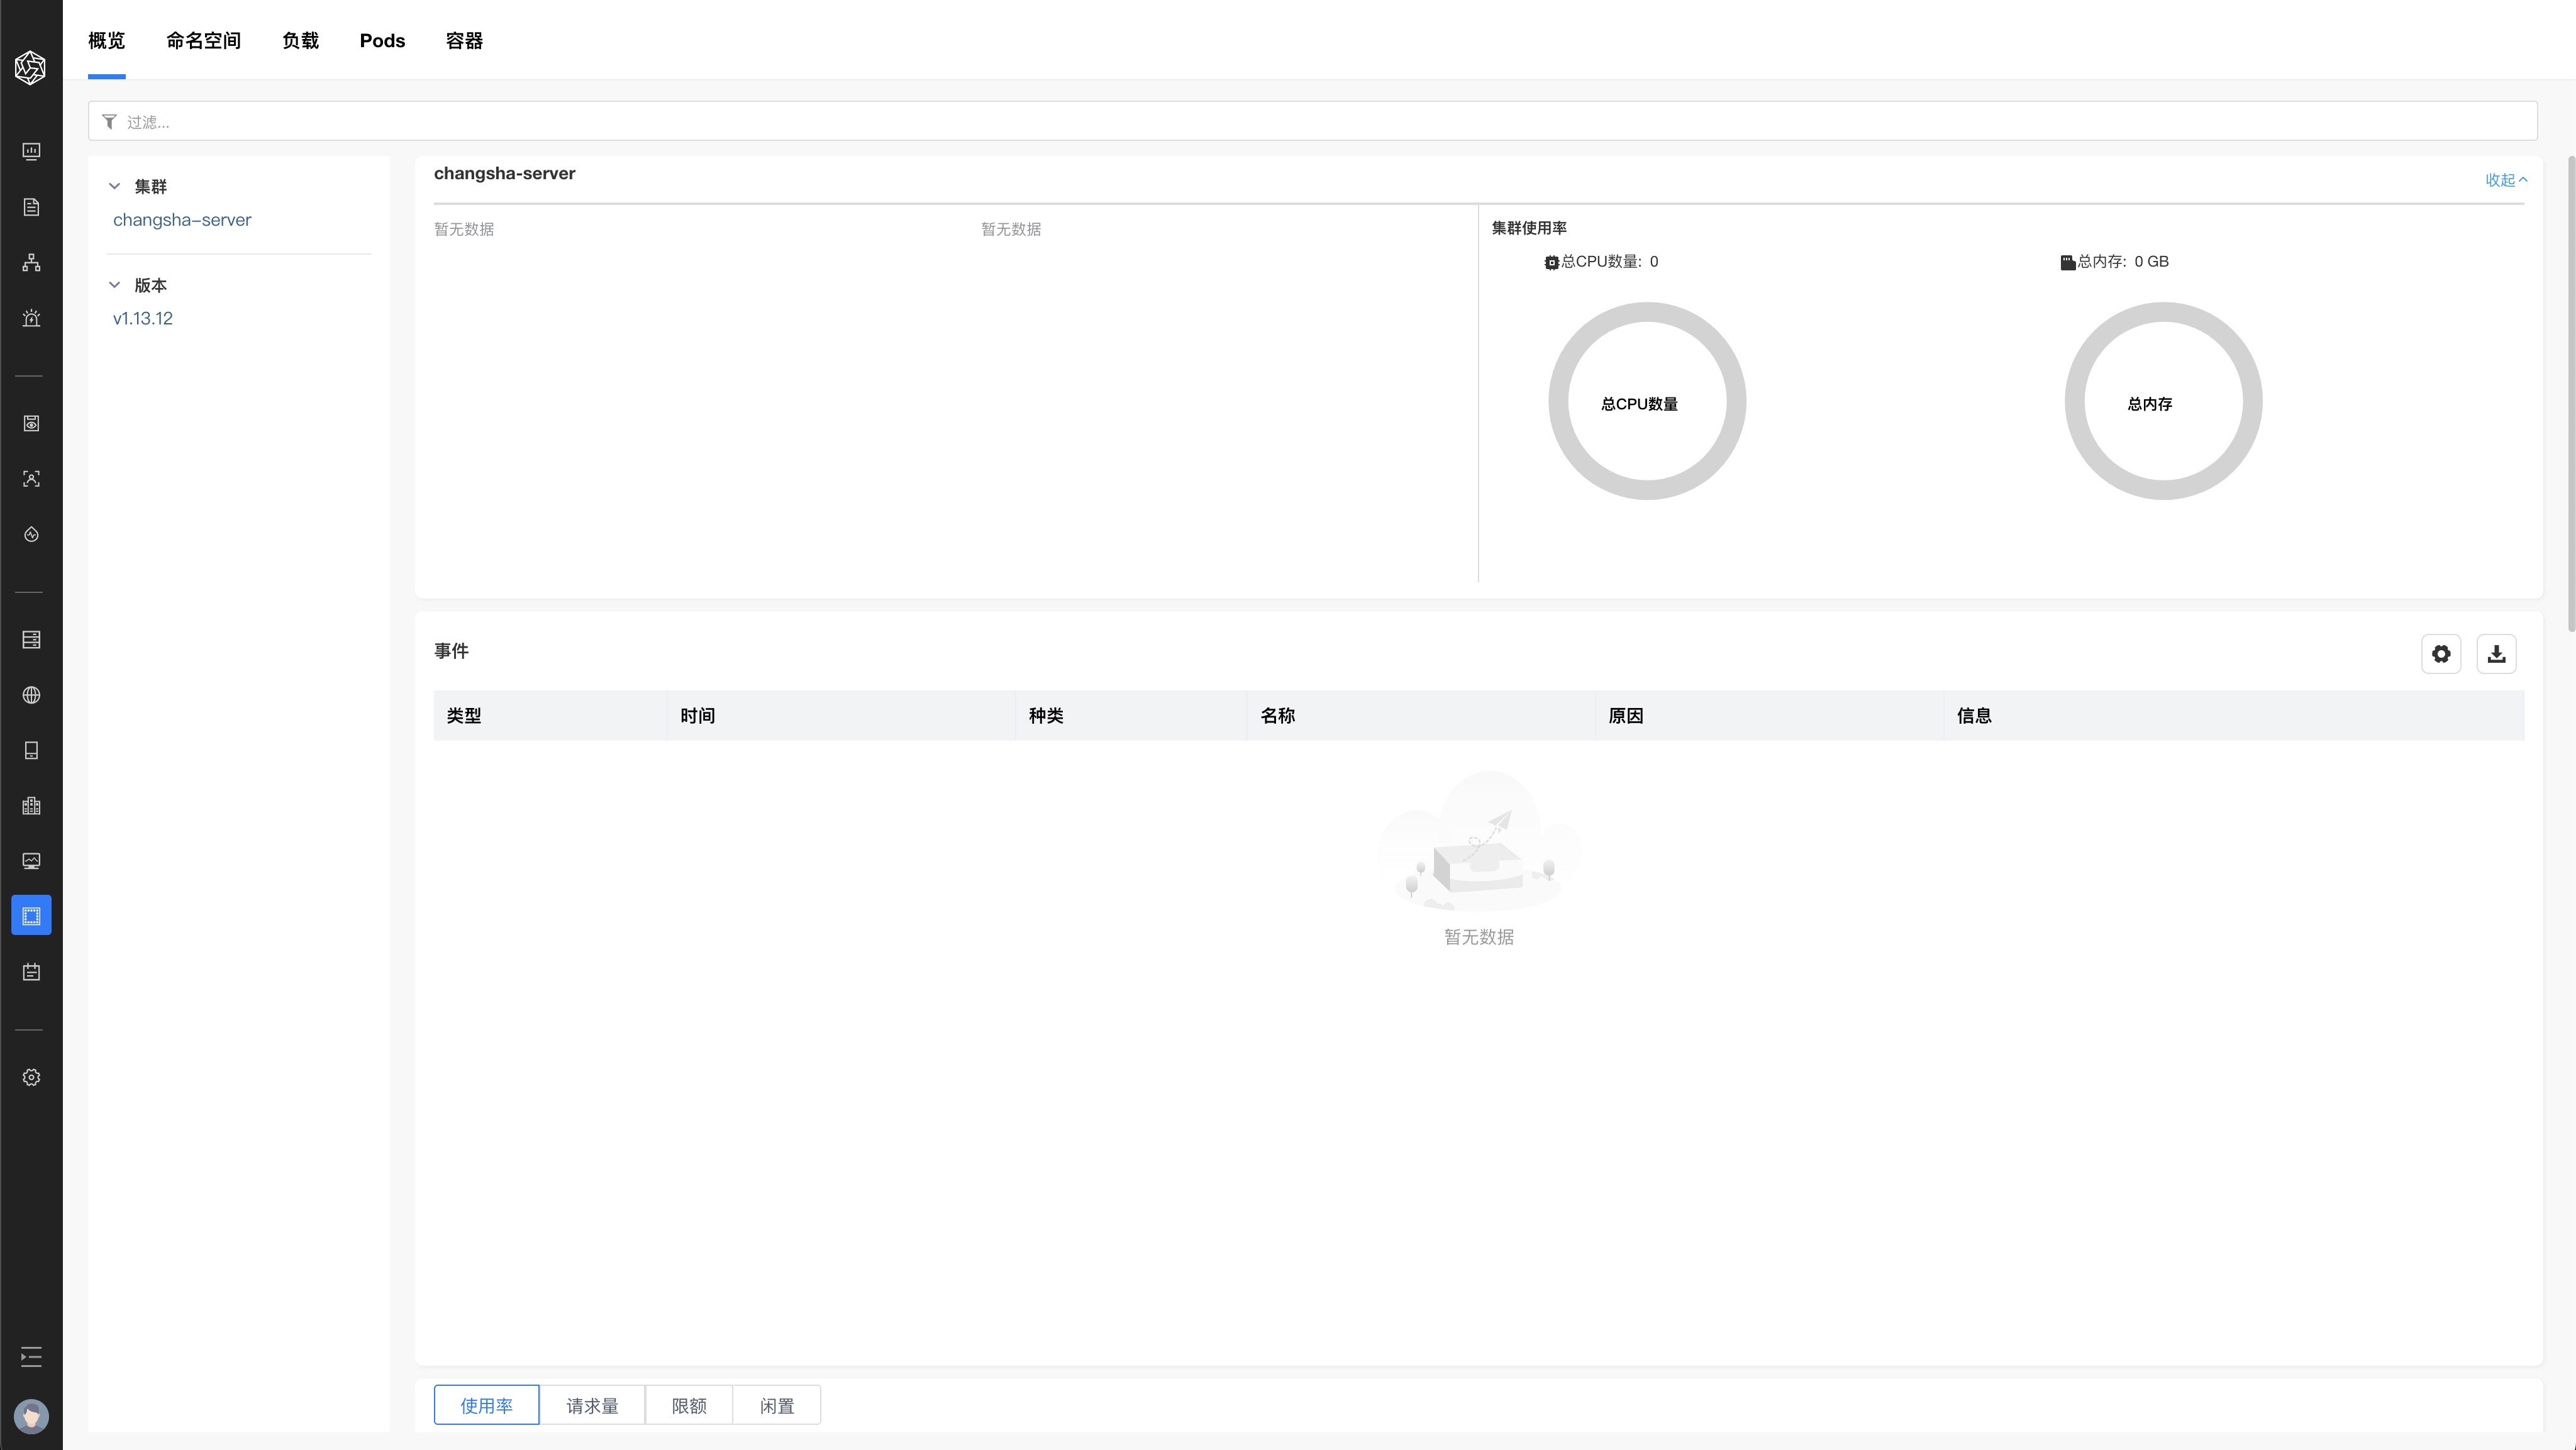 概览 命名空间 负载 Pods 容器
过滤...
集群
changsha-server
版本
v1.13.12
changsha-server
收起
暂无数据 暂无数据
集群使用率
总CPU数量: 0 总内存: 0 GB
总CPU数量 总内存
事件
类型 时间 种类 名称 原因 信息
暂无数据
使用率 请求量 限额 闲置